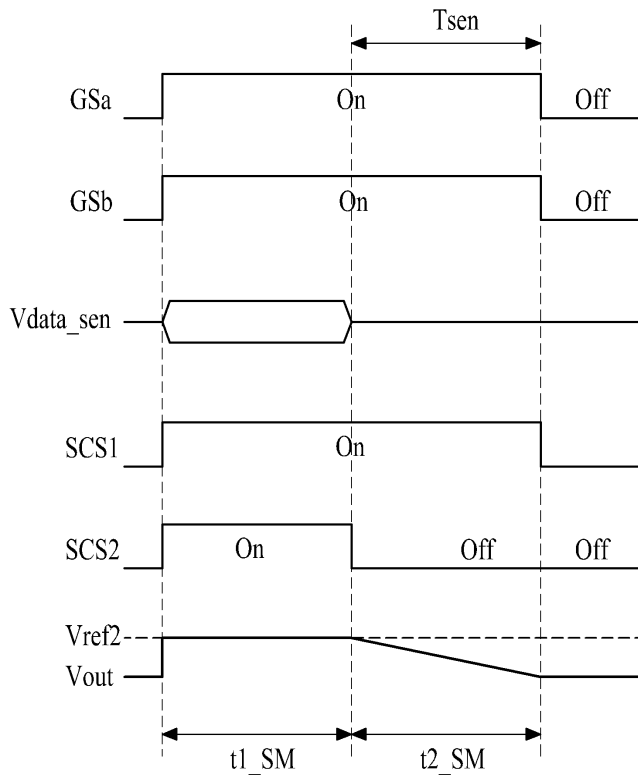 Tsen
GSa
On
Off
GSb
On
Off
Vdata_sen
SCS1
On
SCS2
On
Off
Off
Vref2
Vout
t1_SM
t2_SM